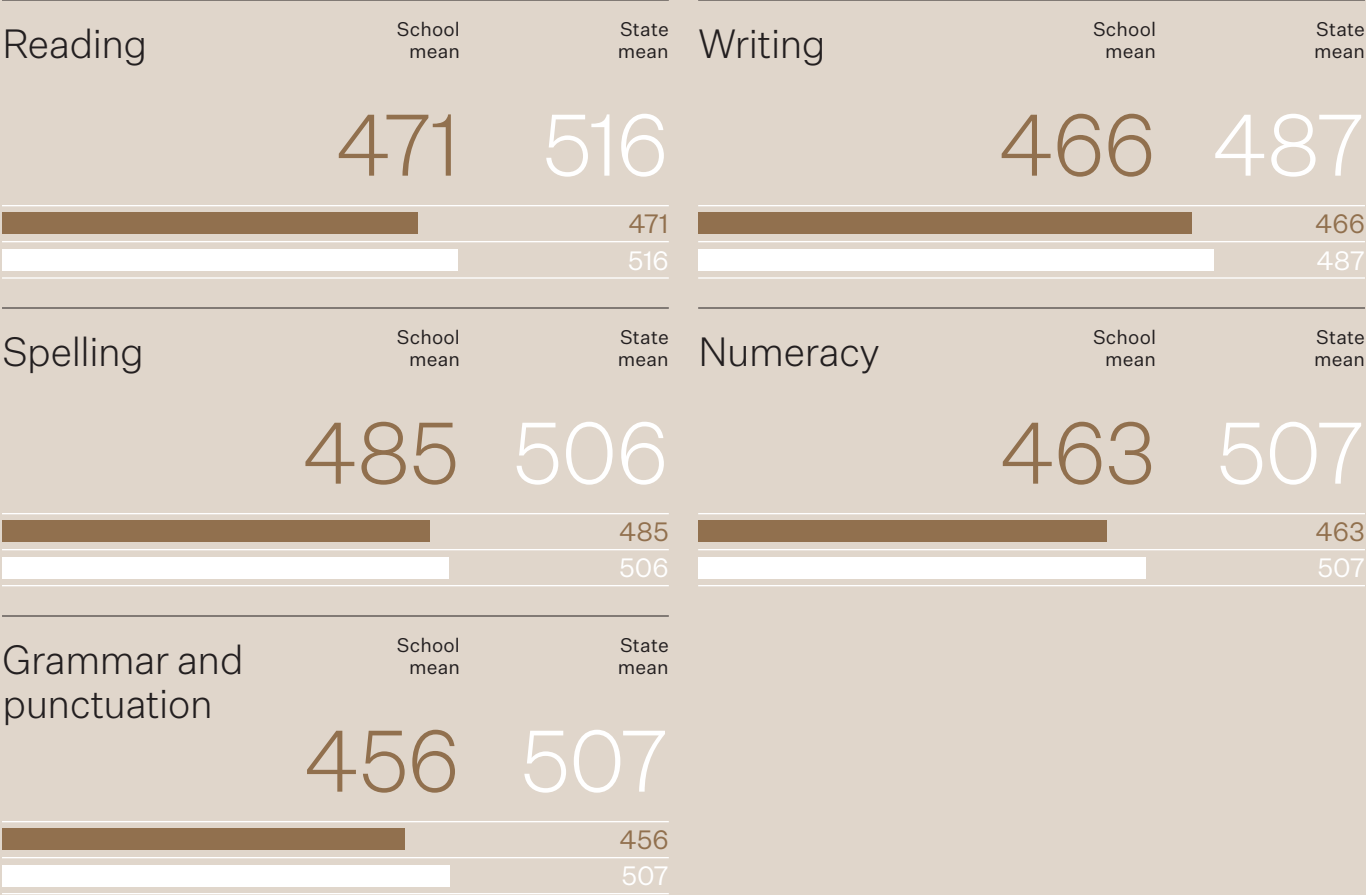 Reading
School
mean
State
mean
471 516
471
516
Writing
School
mean
State
mean
466 487
466
487
Spelling
School
mean
State
mean
485 506
485
506
Numeracy
School
mean
State
mean
463 507
463
507
Grammar and
punctuation
School
mean
State
mean
456 507
456
507